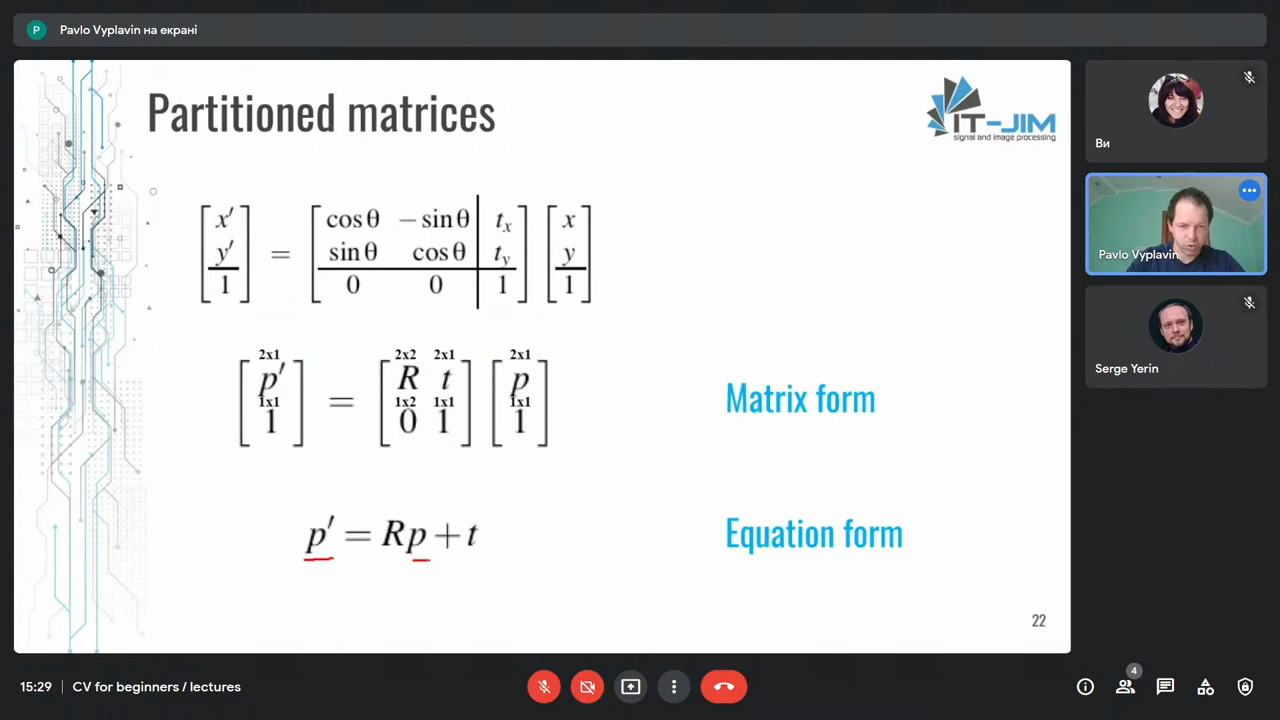 P Pavlo Vyplavin на екрані
Partitioned matrices
IT-JIM
signal and image processing
[x′ y′ 1] = [cos θ − sin θ t_x; sin θ cos θ t_y; 0 0 1] [x y 1]
2x1 2x2 2x1 2x1
p′ = R t p
1x1 1x2 1x1 1x1
1 0 1 1
Matrix form
p′ = Rp + t
Equation form
22
Ви
Pavlo Vyplavin
Serge Yerin
15:29 | CV for beginners / lectures
4